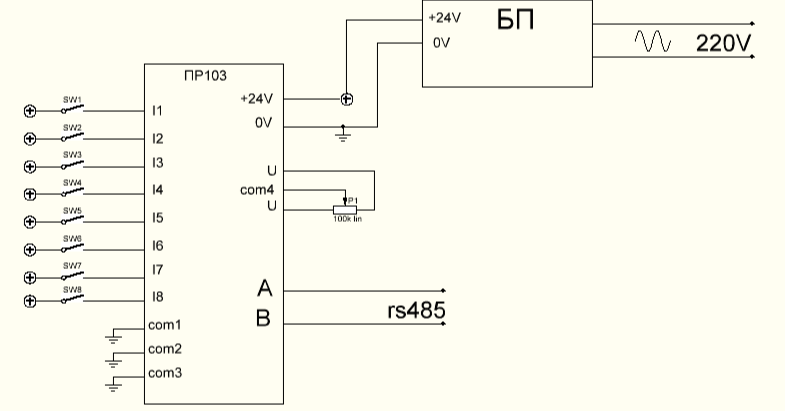 +24V
БП
0V
220V
ПР103
+24V
0V
SW1
I1
SW2
I2
SW3
I3
SW4
I4
SW5
I5
SW6
I6
SW7
I7
SW8
I8
U
com4
P1
U
100k lin
A
rs485
B
com1
com2
com3